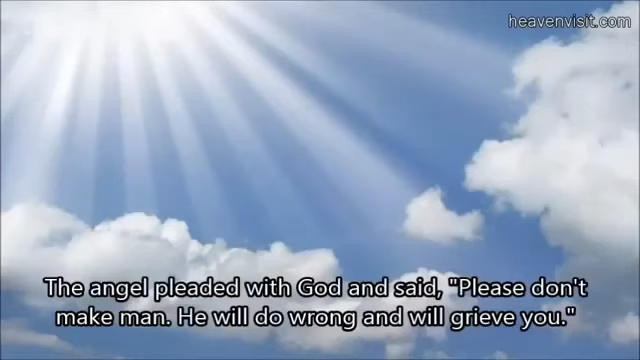 heavenvisit.com
The angel pleaded with God and said, "Please don't
make man. He will do wrong and will grieve you."